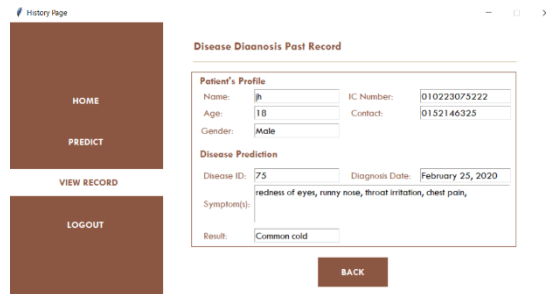 History Page
Disease Diagnosis Past Record
HOME
PREDICT
VIEW RECORD
LOGOUT
Patient's Profile
Name: jh IC Number: 010223075222
Age: 18 Contact: 0152146325
Gender: Male
Disease Prediction
Disease ID: 75 Diagnosis Date: February 25, 2020
Symptom(s): redness of eyes, runny nose, throat irritation, chest pain,
Result: Common cold
BACK